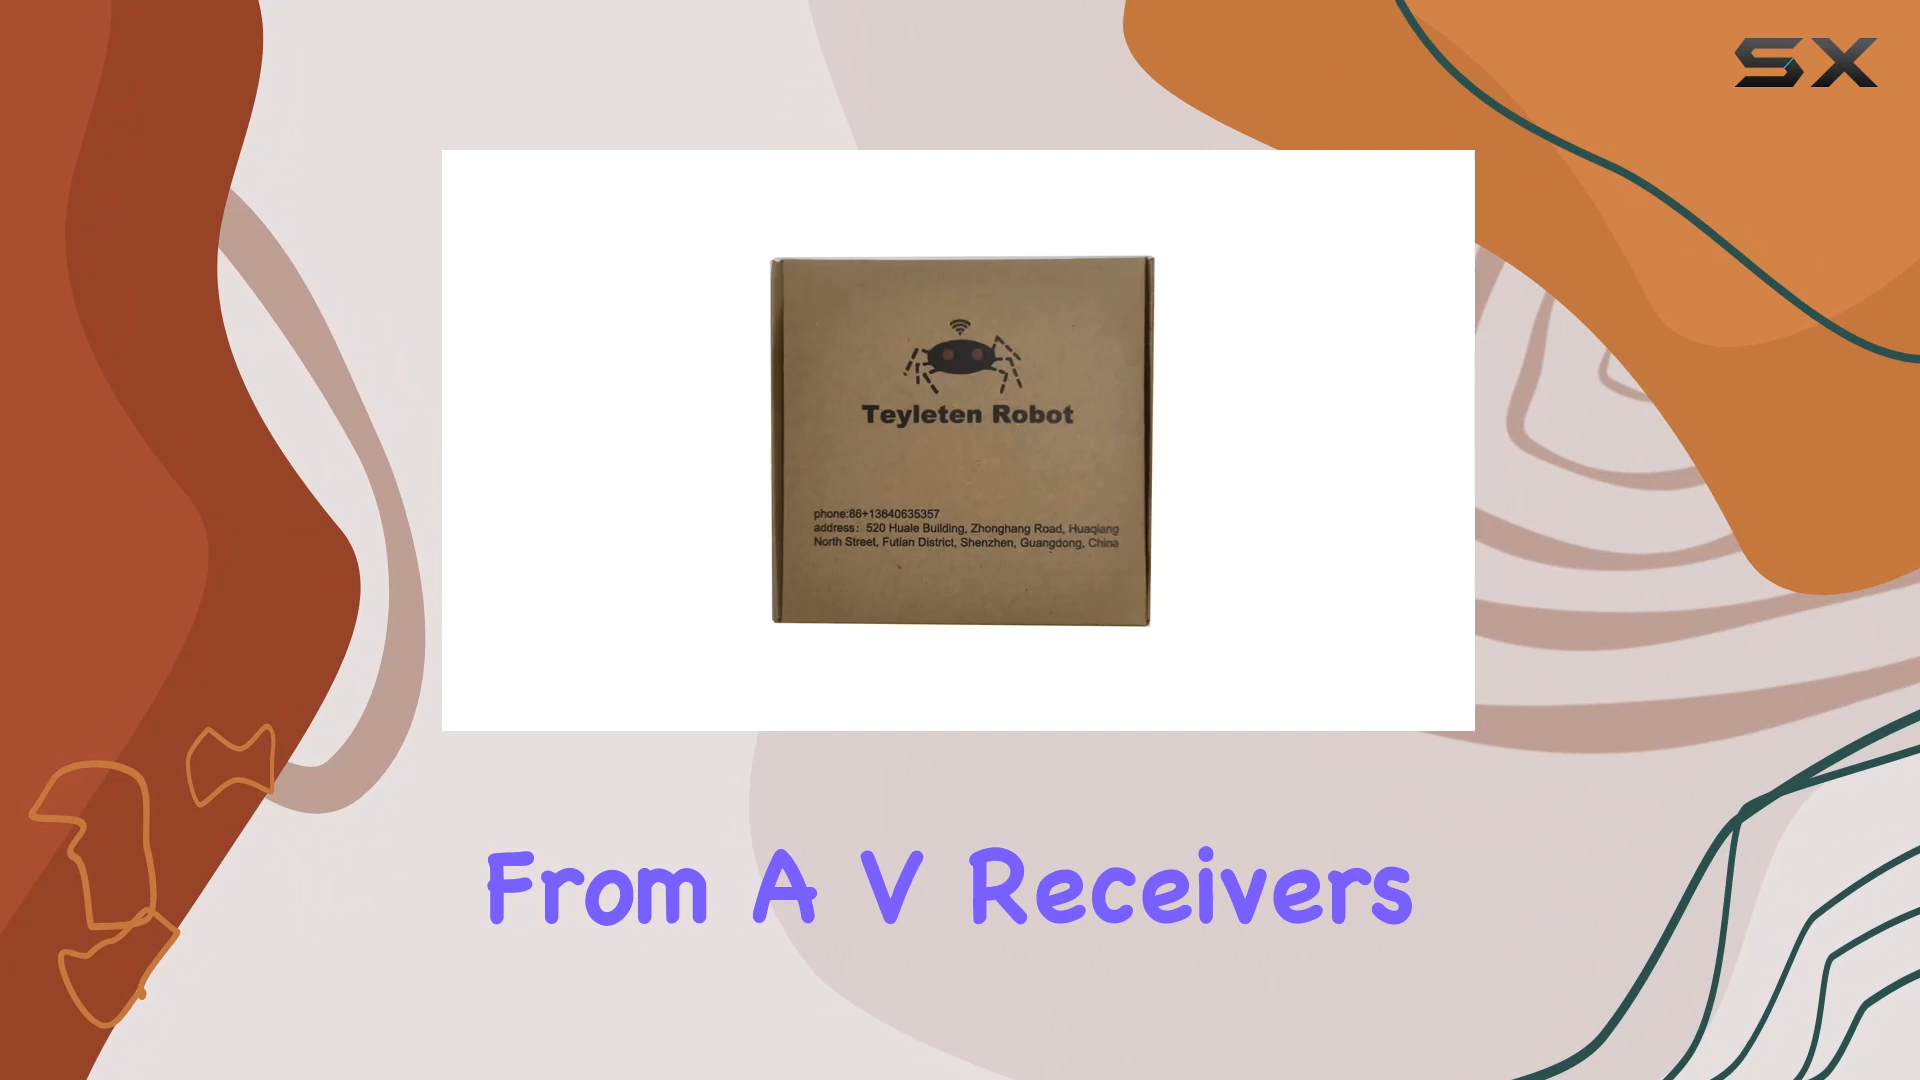 SX
Teyleten Robot
phone:86+13640635357
address: 520 Huale Building, Zhonghang Road, Huaqiang
North Street, Futian District, Shenzhen, Guangdong, China
From A V Receivers